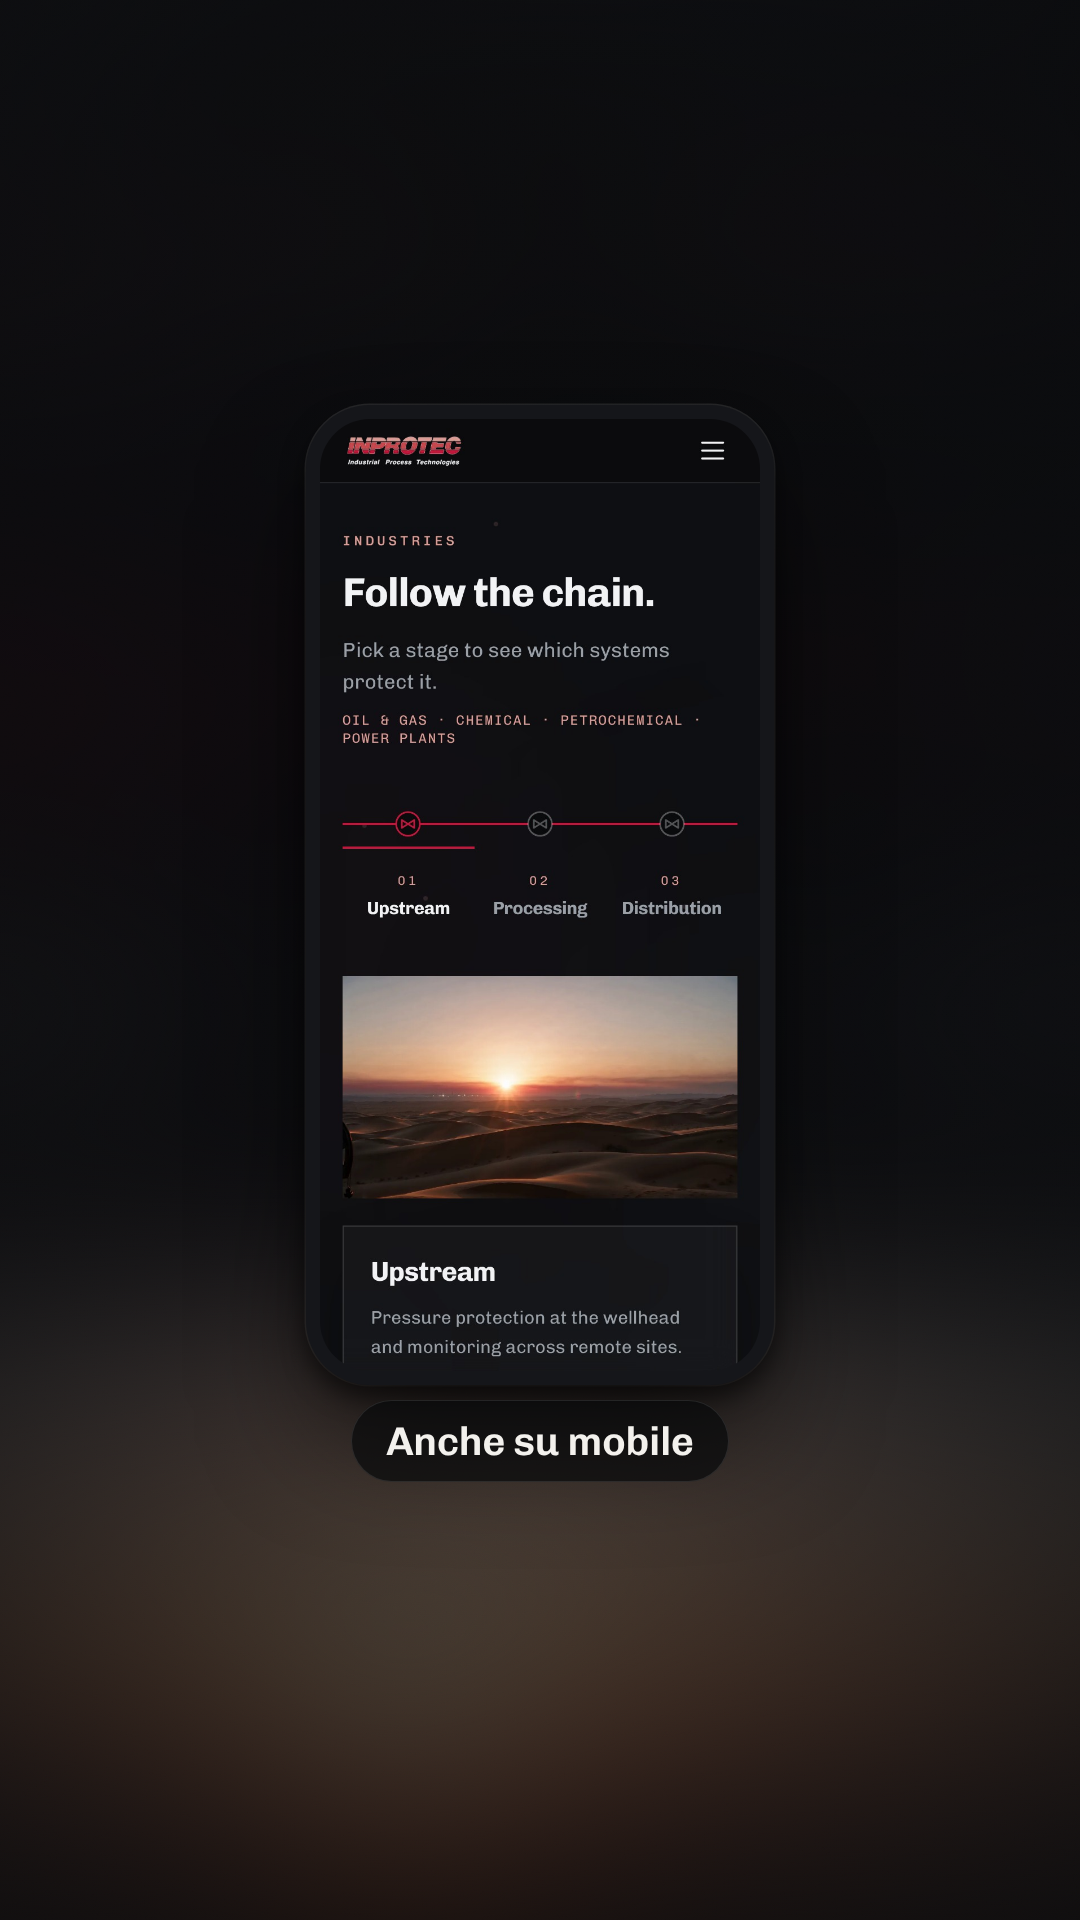 INPROTEC
Industrial Process Technologies
INDUSTRIES
Follow the chain.
Pick a stage to see which systems
protect it.
OIL & GAS · CHEMICAL · PETROCHEMICAL ·
POWER PLANTS
01
Upstream
02
Processing
03
Distribution
Upstream
Pressure protection at the wellhead
and monitoring across remote sites.
Anche su mobile